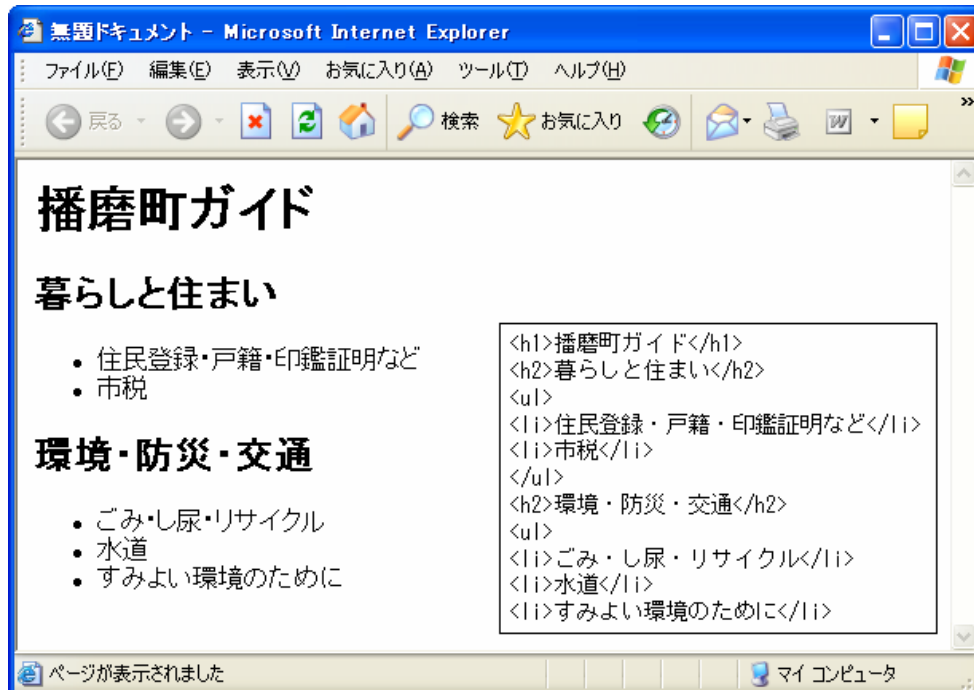 無題ドキュメント - Microsoft Internet Explorer
ファイル(F) 編集(E) 表示(V) お気に入り(A) ツール(T) ヘルプ(H)
戻る 検索 お気に入り W »
播磨町ガイド
暮らしと住まい
• 住民登録・戸籍・印鑑証明など
• 市税
環境・防災・交通
• ごみ・し尿・リサイクル
• 水道
• すみよい環境のために
<h1>播磨町ガイド</h1>
<h2>暮らしと住まい</h2>
<ul>
<li>住民登録・戸籍・印鑑証明など</li>
<li>市税</li>
</ul>
<h2>環境・防災・交通</h2>
<ul>
<li>ごみ・し尿・リサイクル</li>
<li>水道</li>
<li>すみよい環境のために</li>
ページが表示されました マイ コンピュータ